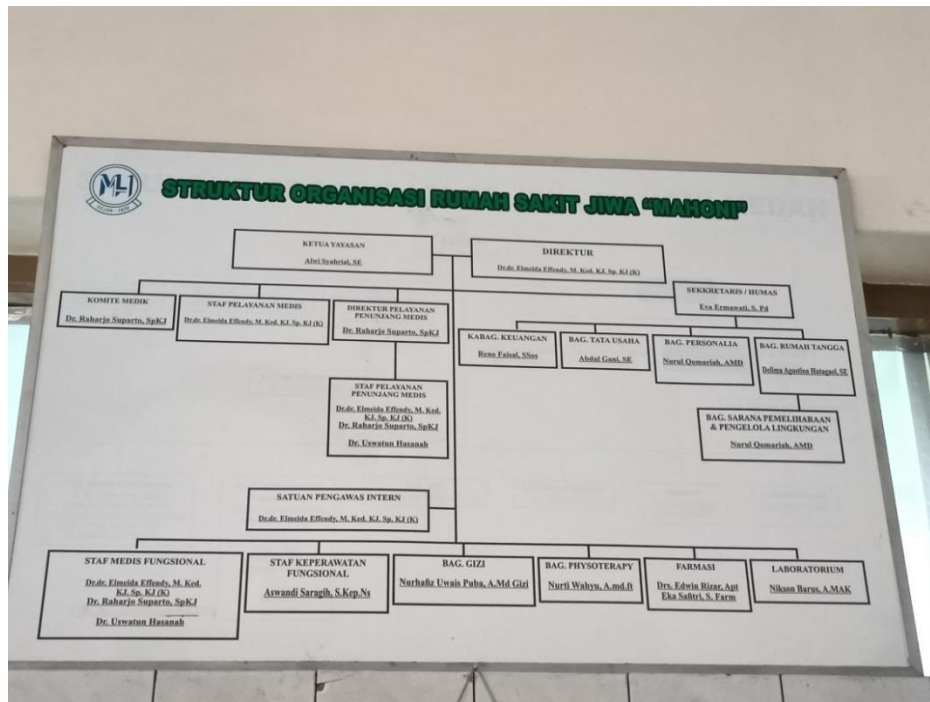 MLJ
STRUKTUR ORGANISASI RUMAH SAKIT JIWA "MAHONI"
KETUA YAYASAN
Alwi Syahrial, SE
DIREKTUR
Dr.dr. Elmeida Effendy, M. Ked. KJ, Sp. KJ (K)
SEKKRETARIS / HUMAS
Eva Ermawati, S. Pd
KOMITE MEDIK
Dr. Raharjo Suparto, SpKJ
STAF PELAYANAN MEDIS
Dr.dr. Elmeida Effendy, M. Ked. KJ, Sp. KJ (K)
DIREKTUR PELAYANAN
PENUNJANG MEDIS
Dr. Raharjo Suparto, SpKJ
KABAG. KEUANGAN
Reno Faisal, SSos
BAG. TATA USAHA
Abdul Gani, SE
BAG. PERSONALIA
Nurul Qomariah, AMD
BAG. RUMAH TANGGA
Delima Agustina Hutagaol, SE
STAF PELAYANAN
PENUNJANG MEDIS
Dr.dr. Elmeida Effendy, M. Ked.
KJ, Sp. KJ (K)
Dr. Raharjo Suparto, SpKJ
Dr. Uswatun Hasanah
BAG. SARANA PEMELIHARAAN
& PENGELOLA LINGKUNGAN
Nurul Qomariah, AMD
SATUAN PENGAWAS INTERN
Dr.dr. Elmeida Effendy, M. Ked. KJ, Sp. KJ (K)
STAF MEDIS FUNGSIONAL
Dr.dr. Elmeida Effendy, M. Ked.
KJ, Sp. KJ (K)
Dr. Raharjo Suparto, SpKJ
Dr. Uswatun Hasanah
STAF KEPERAWATAN
FUNGSIONAL
Aswandi Saragih, S.Kep.Ns
BAG. GIZI
Nurhafiz Uwais Puba, A.Md Gizi
BAG. PHYSOTERAPY
Nurti Wahyu, A.md.ft
FARMASI
Drs. Edwin Rizar, Apt
Eka Safitri, S. Farm
LABORATORIUM
Nikson Barus, A.MAK